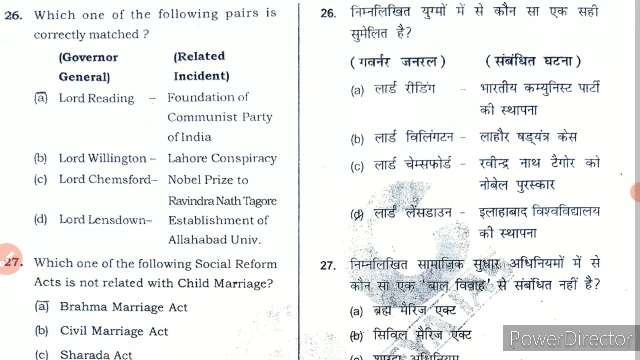 26. Which one of the following pairs is
correctly matched ?
(Governor (Related
General) Incident)
(a) Lord Reading – Foundation of
Communist Party
of India
(b) Lord Willington – Lahore Conspiracy
(c) Lord Chemsford– Nobel Prize to
Ravindra Nath Tagore
(d) Lord Lensdown– Establishment of
Allahabad Univ.
27. Which one of the following Social Reform
Acts is not related with Child Marriage?
(a) Brahma Marriage Act
(b) Civil Marriage Act
(c) Sharada Act
26. निम्नलिखित युग्मों में से कौन सा एक सही
सुमेलित है?
(गवर्नर जनरल) (संबंधित घटना)
(a) लार्ड रीडिंग - भारतीय कम्युनिस्ट पार्टी
की स्थापना
(b) लार्ड विलिंगटन - लाहौर षड्यंत्र केस
(c) लार्ड चेम्सफोर्ड - रवीन्द्र नाथ टैगोर को
नोबेल पुरस्कार
(d) लार्ड लेंसडाउन - इलाहाबाद विश्वविद्यालय
की स्थापना
27. निम्नलिखित सामाजिक सुधार अधिनियमों में से
कौन सा एक 'बाल विवाह' से संबंधित नहीं है?
(a) ब्रह्म मैरिज एक्ट
(b) सिविल मैरिज एक्ट
(c) शारदा अधिनियम
PowerDirector